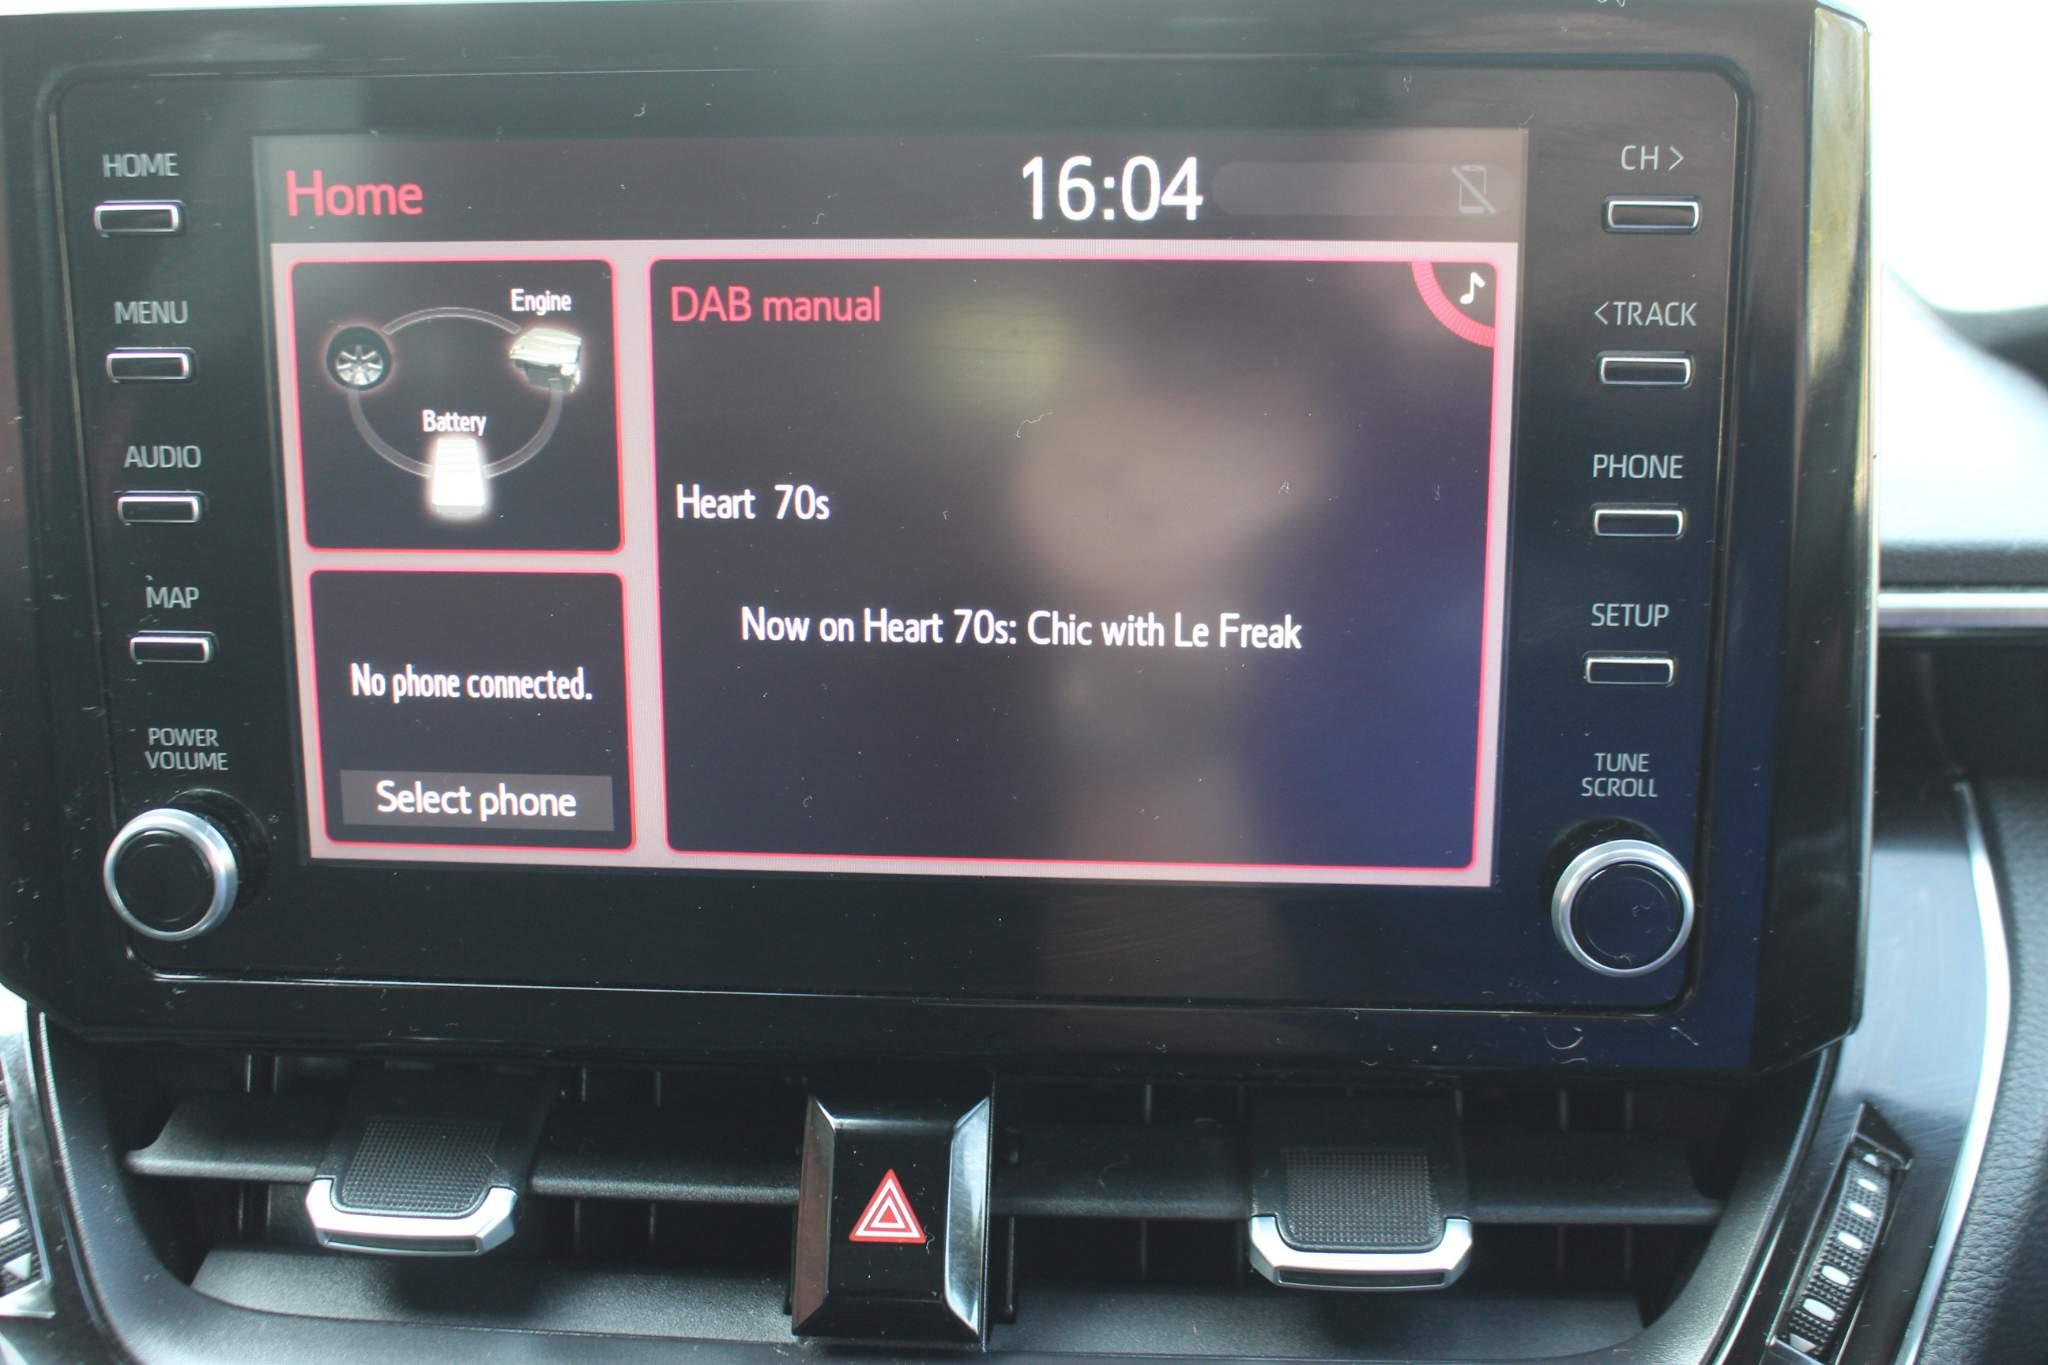 HOME
MENU
AUDIO
MAP
POWER
VOLUME
Home
16:04
Engine
Battery
No phone connected.
Select phone
DAB manual
Heart 70s
Now on Heart 70s: Chic with Le Freak
CH >
< TRACK
PHONE
SETUP
TUNE
SCROLL